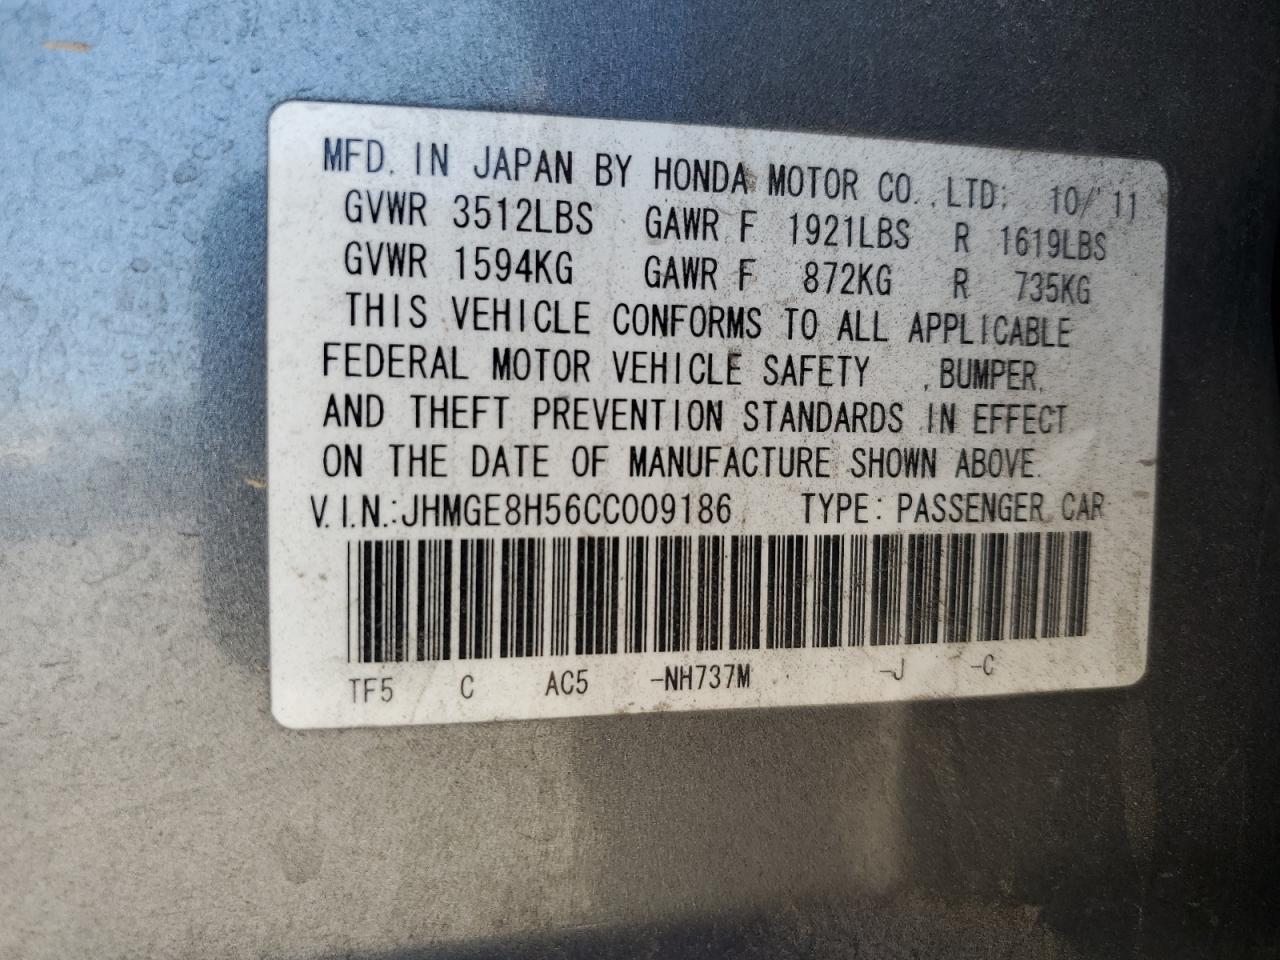 MFD. IN JAPAN BY HONDA MOTOR CO.,LTD. 10/'11
GVWR 3512LBS GAWR F 1921LBS R 1619LBS
GVWR 1594KG GAWR F 872KG R 735KG
THIS VEHICLE CONFORMS TO ALL APPLICABLE
FEDERAL MOTOR VEHICLE SAFETY ,BUMPER,
AND THEFT PREVENTION STANDARDS IN EFFECT
ON THE DATE OF MANUFACTURE SHOWN ABOVE.
V.I.N.:JHMGE8H56CC009186 TYPE: PASSENGER CAR
TF5 C AC5 -NH737M -J -C